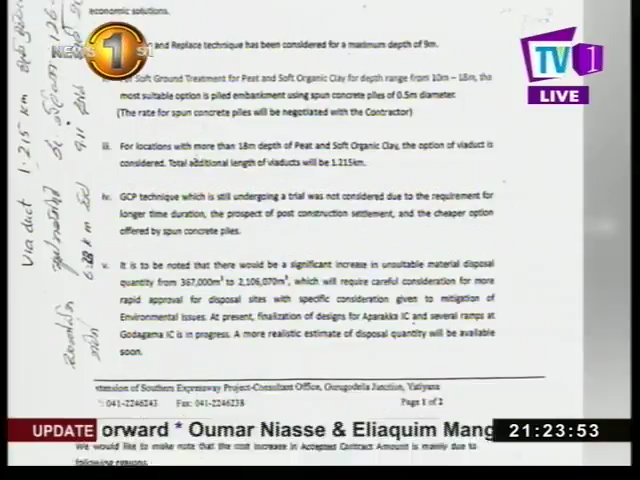 economic solutions.
and Replace technique has been considered for a maximum depth of 9m.
NEWS 1ST
TV 1
LIVE
Soft Ground Treatment for Peat and Soft Organic Clay for depth range from 10m – 18m, the
most suitable option is piled embankment using spun concrete piles of 0.5m diameter.
(The rate for spun concrete piles will be negotiated with the Contractor)
iii. For locations with more than 18m depth of Peat and Soft Organic Clay, the option of viaduct is
considered. Total additional length of viaducts will be 1.215km.
iv. GCP technique which is still undergoing a trial was not considered due to the requirement for
longer time duration, the prospect of post construction settlement, and the cheaper option
offered by spun concrete piles.
v. It is to be noted that there would be a significant increase in unsuitable material disposal
quantity from 367,000m³ to 2,106,070m³, which will require careful consideration for more
rapid approval for disposal sites with specific consideration given to mitigation of
Environmental Issues. At present, finalization of designs for Aparakka IC and several ramps at
Godagama IC is in progress. A more realistic estimate of disposal quantity will be available
soon.
Via duct 1.215 km
xtension of Southern Expressway Project-Consultant Office, Gurugodella Junction, Yatiyana
041-2246243 Fax: 041-2246238 Page 1 of 2
UPDATE orward * Oumar Niasse & Eliaquim Mang 21:23:53
We would like to make note that the cost increase in Accepted Contract Amount is mainly due to
following reasons.